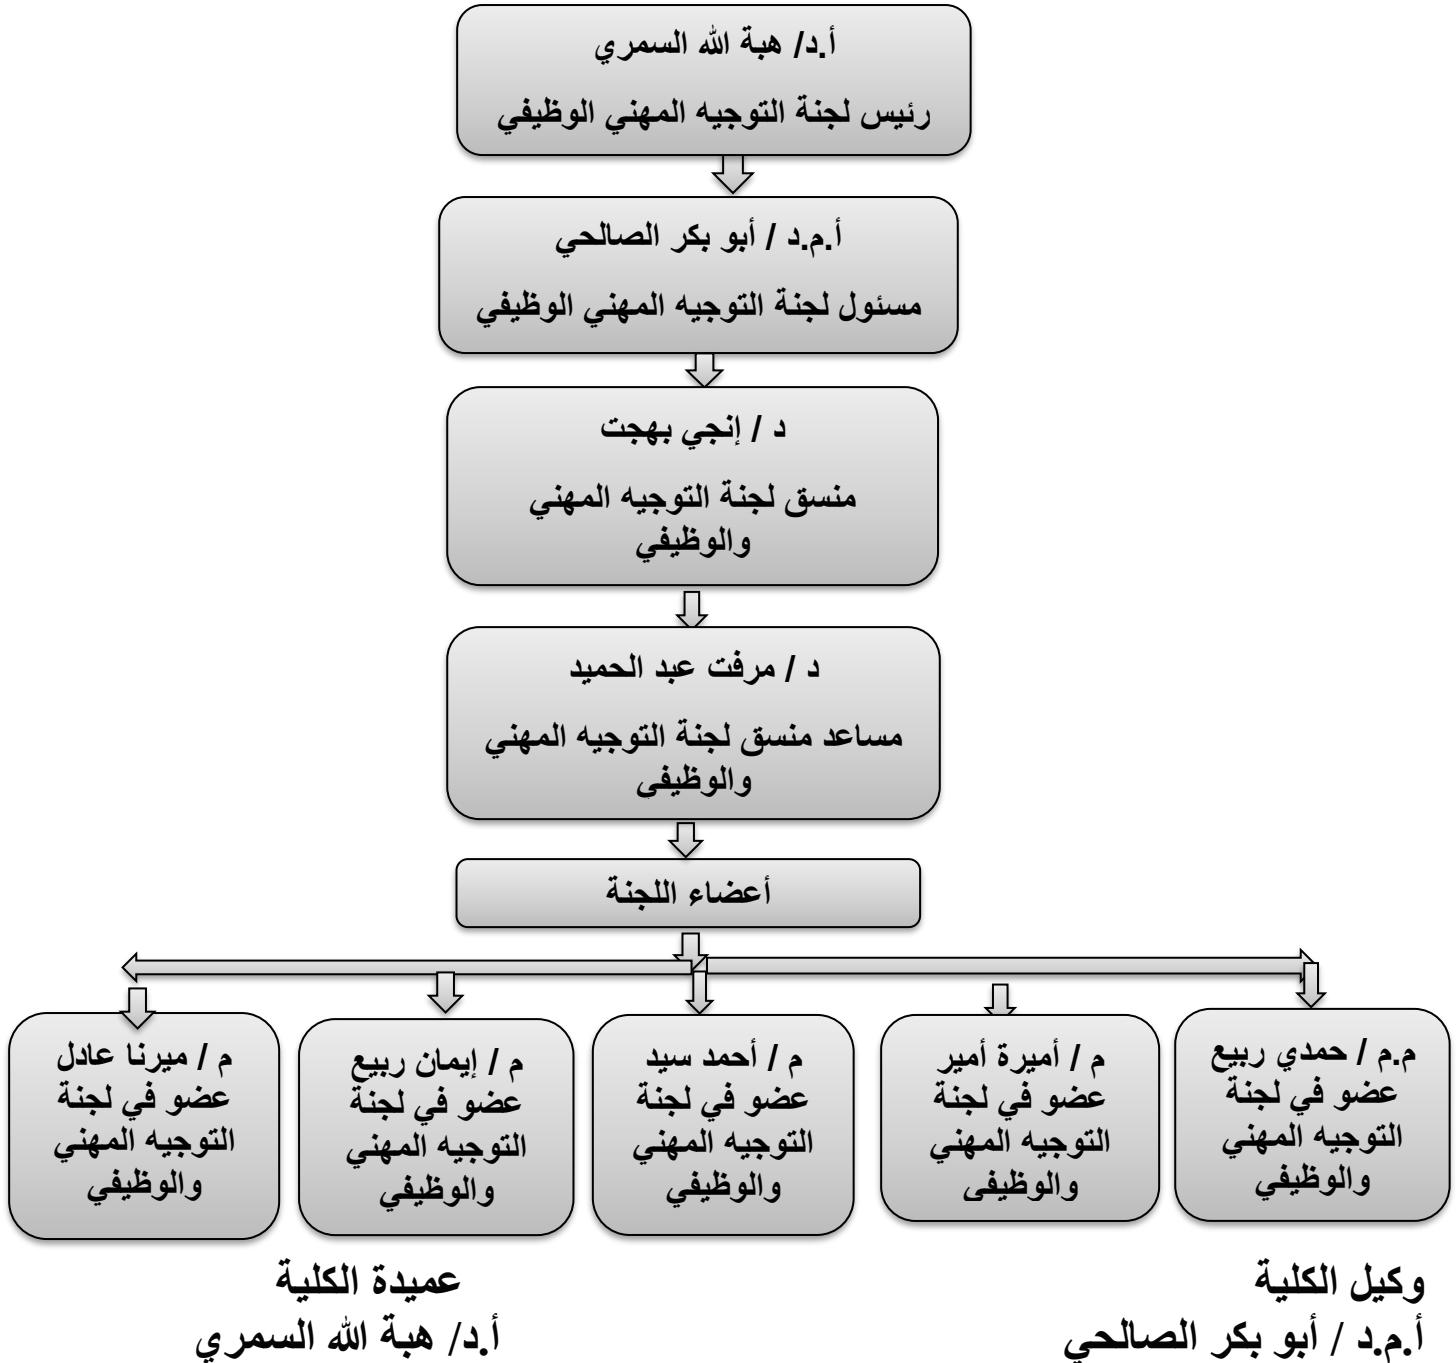 أ.د/ هبة الله السمري
رئيس لجنة التوجيه المهني الوظيفي
أ.م.د / أبو بكر الصالحي
مسئول لجنة التوجيه المهني الوظيفي
د / إنجي بهجت
منسق لجنة التوجيه المهني
والوظيفي
د / مرفت عبد الحميد
مساعد منسق لجنة التوجيه المهني
والوظيفي
أعضاء اللجنة
م.م / حمدي ربيع
عضو في لجنة
التوجيه المهني
والوظيفي
م / أميرة أمير
عضو في لجنة
التوجيه المهني
والوظيفي
م / أحمد سيد
عضو في لجنة
التوجيه المهني
والوظيفي
م / إيمان ربيع
عضو في لجنة
التوجيه المهني
والوظيفي
م / ميرنا عادل
عضو في لجنة
التوجيه المهني
والوظيفي
وكيل الكلية
أ.م.د / أبو بكر الصالحي
عميدة الكلية
أ.د/ هبة الله السمري